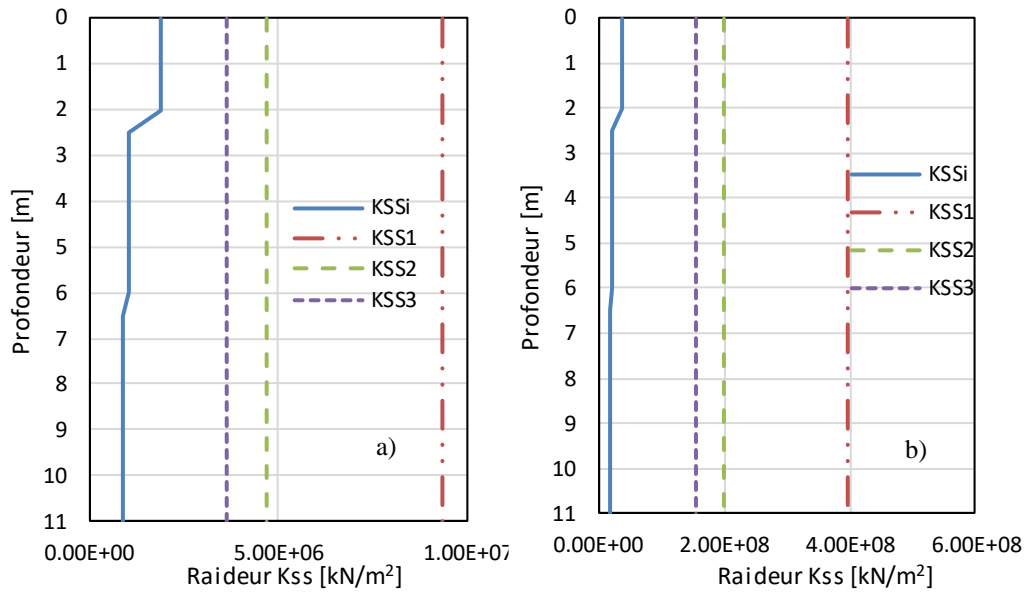 0
1
2
3
4
5
6
7
8
9
10
11
Profondeur [m]
KSSi
KSS1
KSS2
KSS3
a)
0.00E+00
5.00E+06
1.00E+07
Raideur Kss [kN/m²]
0
1
2
3
4
5
6
7
8
9
10
11
Profondeur [m]
KSSi
KSS1
KSS2
KSS3
b)
0.00E+00
2.00E+08
4.00E+08
6.00E+08
Raideur Kss [kN/m²]